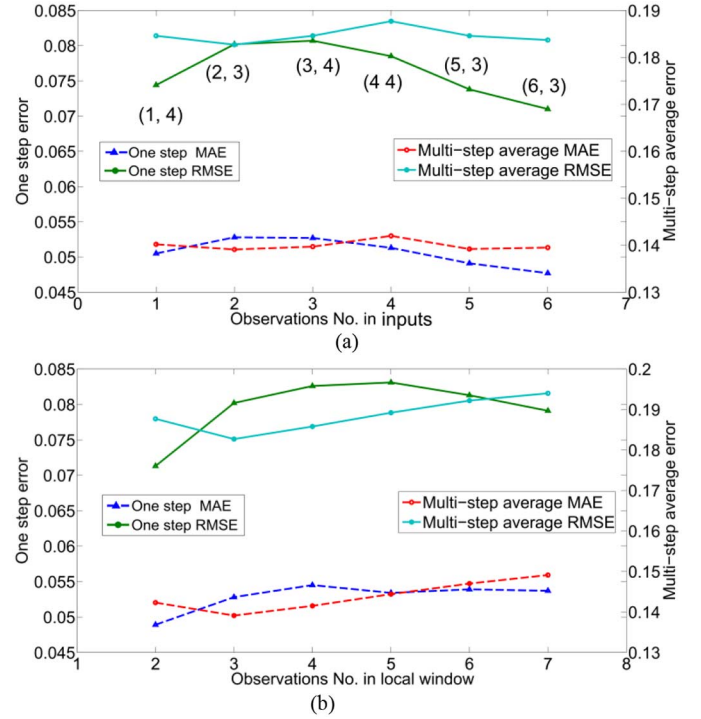 0.085
0.08
0.075
0.07
0.065
0.06
0.055
0.05
0.045
One step error
0.19
0.18
0.17
0.16
0.15
0.14
0.13
Multi−step average error
(1, 4)
(2, 3)
(3, 4)
(4 4)
(5, 3)
(6, 3)
One step MAE
One step RMSE
Multi−step average MAE
Multi−step average RMSE
0 1 2 3 4 5 6 7
Observations No. in inputs
(a)
0.085
0.08
0.075
0.07
0.065
0.06
0.055
0.05
0.045
One step error
0.2
0.19
0.18
0.17
0.16
0.15
0.14
0.13
Multi−step average error
One step MAE
One step RMSE
Multi−step average MAE
Multi−step average RMSE
1 2 3 4 5 6 7 8
Observations No. in local window
(b)